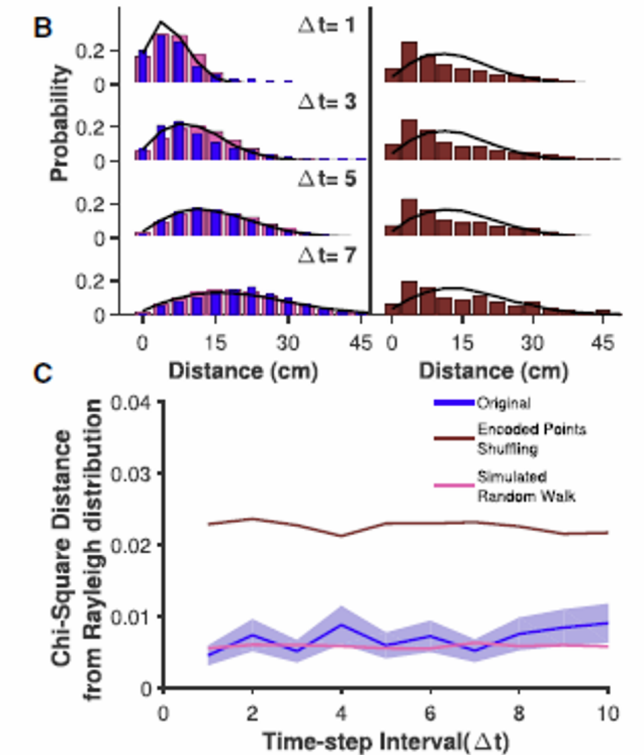 B
Δt= 1
0.2
0
Δt= 3
0.2
0
Δt= 5
0.2
0
Δt= 7
0.2
0
Probability
0 15 30 45
0 15 30 45
Distance (cm)
Distance (cm)
C
0.04
0.03
0.02
0.01
0
Chi-Square Distance
from Rayleigh distribution
Original
Encoded Points
Shuffling
Simulated
Random Walk
0 2 4 6 8 10
Time-step Interval(Δt)